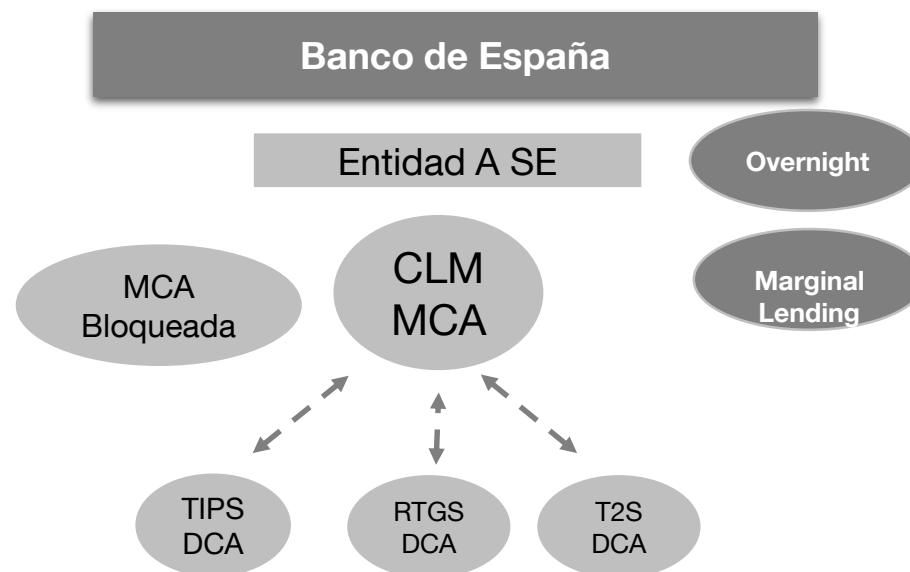 Banco de España
Entidad A SE
Overnight
MCA
Bloqueada
CLM
MCA
Marginal
Lending
TIPS
DCA
RTGS
DCA
T2S
DCA